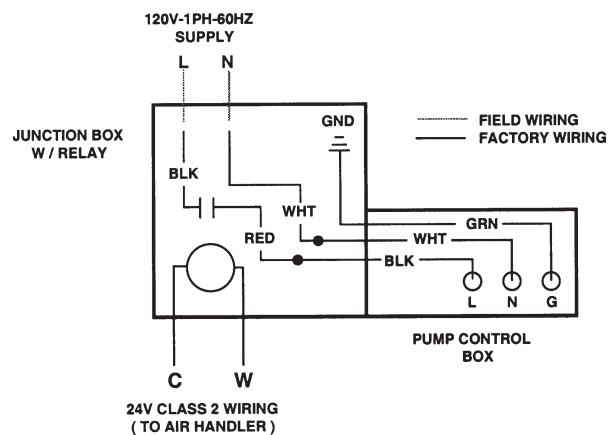 120V-1PH-60HZ
SUPPLY
L N
JUNCTION BOX
W / RELAY
GND
FIELD WIRING
FACTORY WIRING
BLK
WHT
GRN
RED
WHT
BLK
L N G
PUMP CONTROL
BOX
C W
24V CLASS 2 WIRING
( TO AIR HANDLER )